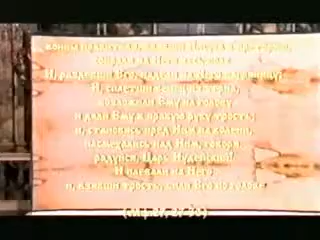 И, раздевши Его, надели на Него багряницу;
И, сплетши венец из терна,
возложили Ему на голову
и дали Ему в правую руку трость;
и, становясь пред Ним на колени,
насмехались над Ним, говоря:
радуйся, Царь Иудейский!
И плевали на Него
и, взявши трость, били Его по голове